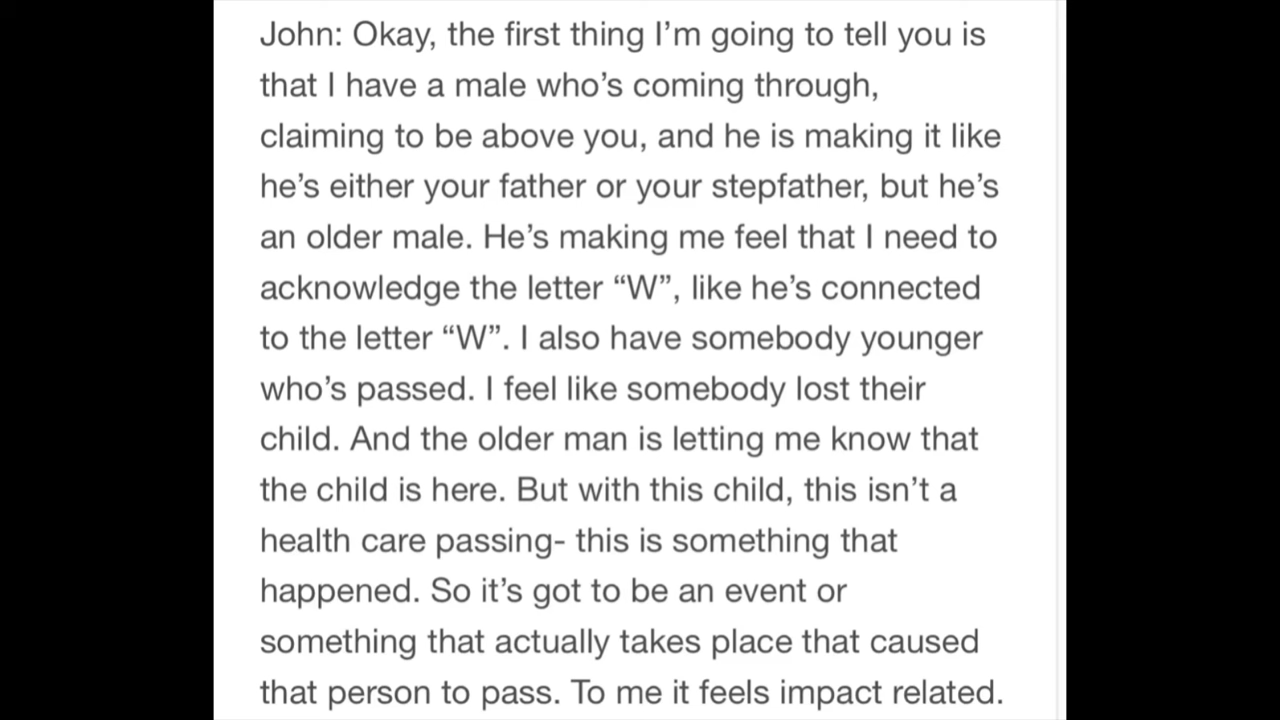 John: Okay, the first thing I’m going to tell you is
that I have a male who’s coming through,
claiming to be above you, and he is making it like
he’s either your father or your stepfather, but he’s
an older male. He’s making me feel that I need to
acknowledge the letter “W”, like he’s connected
to the letter “W”. I also have somebody younger
who’s passed. I feel like somebody lost their
child. And the older man is letting me know that
the child is here. But with this child, this isn’t a
health care passing- this is something that
happened. So it’s got to be an event or
something that actually takes place that caused
that person to pass. To me it feels impact related.